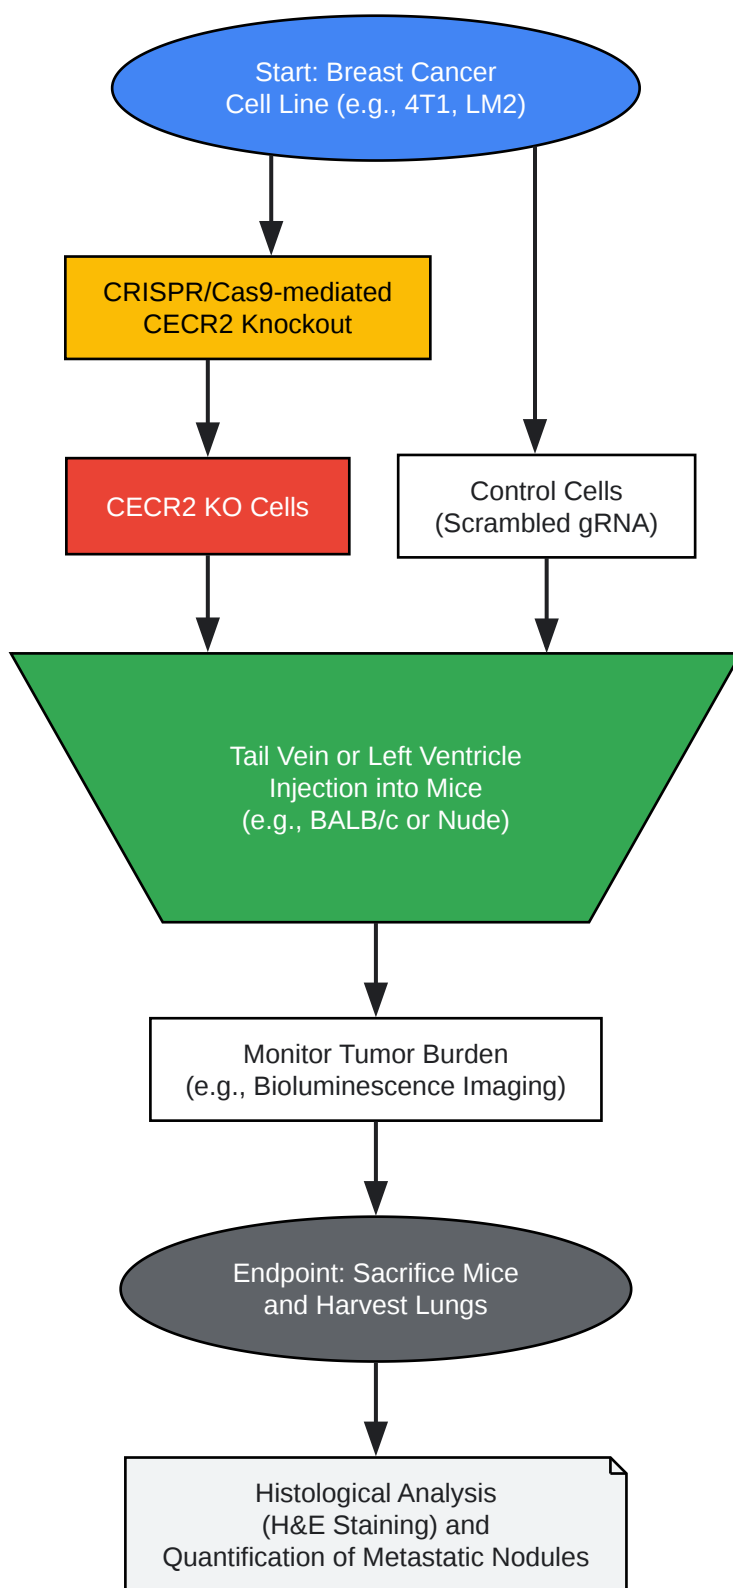 Start: Breast Cancer
Cell Line (e.g., 4T1, LM2)
CRISPR/Cas9-mediated
CECR2 Knockout
CECR2 KO Cells
Control Cells
(Scrambled gRNA)
Tail Vein or Left Ventricle
Injection into Mice
(e.g., BALB/c or Nude)
Monitor Tumor Burden
(e.g., Bioluminescence Imaging)
Endpoint: Sacrifice Mice
and Harvest Lungs
Histological Analysis
(H&E Staining) and
Quantification of Metastatic Nodules